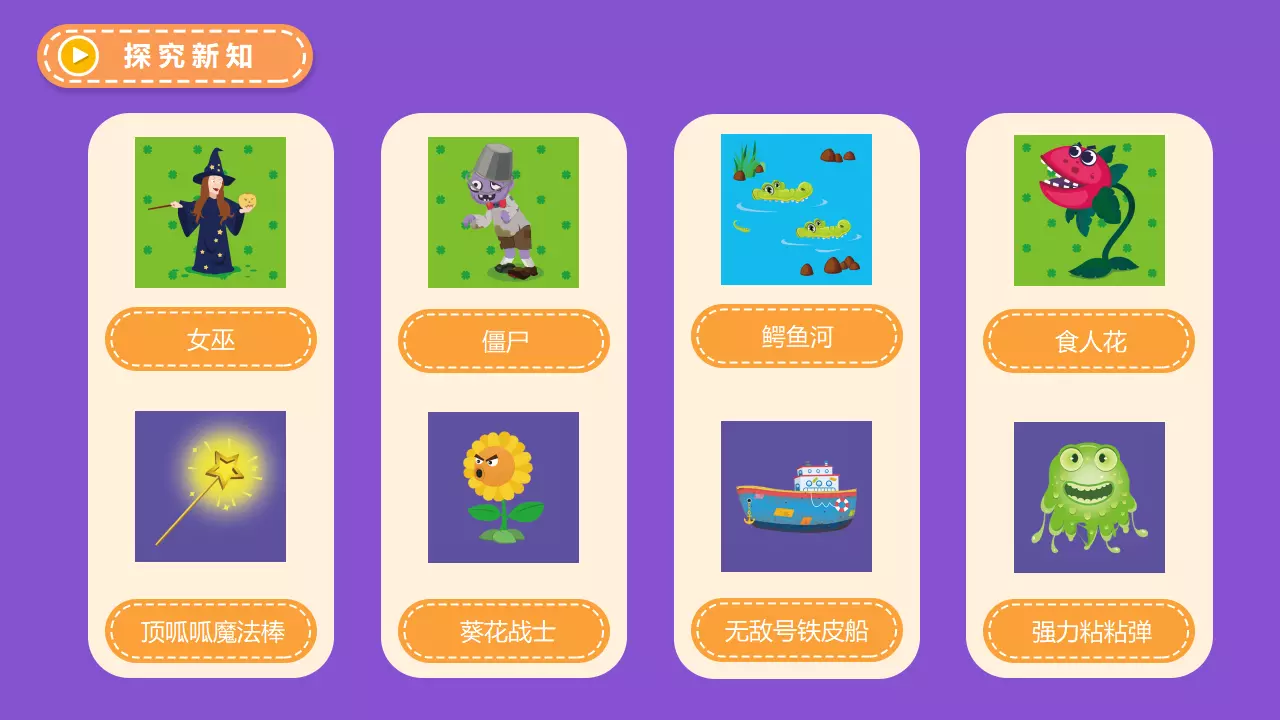 探究新知
女巫
僵尸
鳄鱼河
食人花
顶呱呱魔法棒
葵花战士
无敌号铁皮船
强力粘粘弹